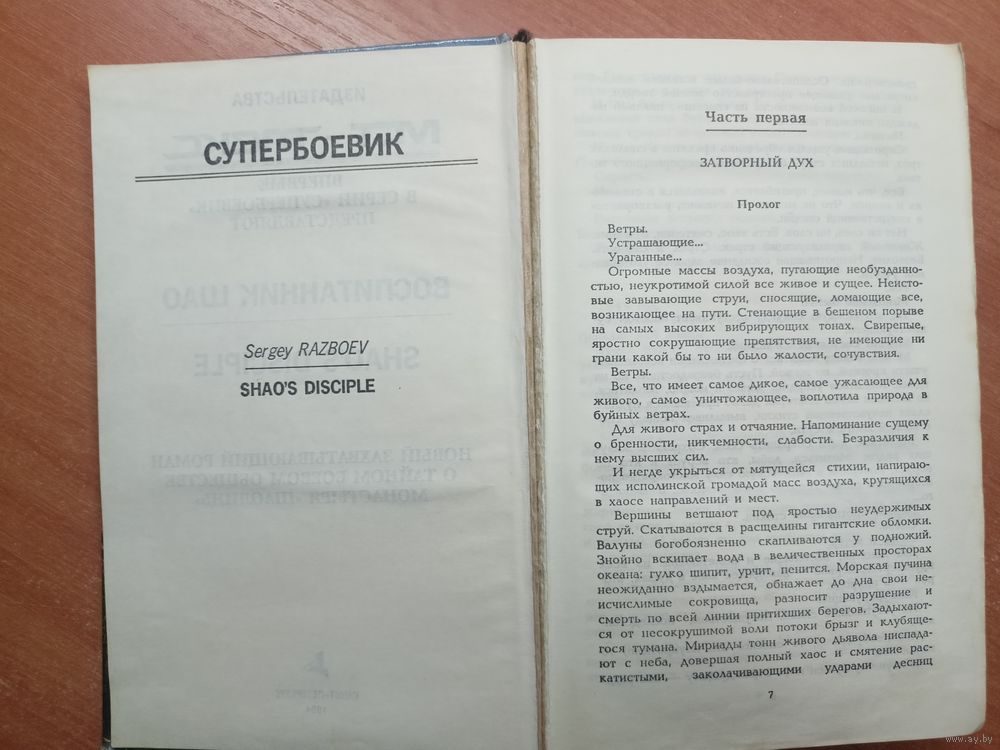 СУПЕРБОЕВИК
Sergey RAZBOEV
SHAO'S DISCIPLE
Часть первая
ЗАТВОРНЫЙ ДУХ
Пролог
Ветры.
Устрашающие...
Ураганные...
Огромные массы воздуха, пугающие необузданно-
стью, неукротимой силой все живое и сущее. Неисто-
вые завывающие струи, сносящие, ломающие все,
возникающее на пути. Стенающие в бешеном порыве
на самых высоких вибрирующих тонах. Свирепые,
яростно сокрушающие препятствия, не имеющие ни
грани какой бы то ни было жалости, сочувствия.
Ветры.
Все, что имеет самое дикое, самое ужасающее для
живого, самое уничтожающее, воплотила природа в
буйных ветрах.
Для живого страх и отчаяние. Напоминание сущему
о бренности, никчемности, слабости. Безразличия к
нему высших сил.
И негде укрыться от мятущейся стихии, напираю-
щих исполинской громадой масс воздуха, крутящихся
в хаосе направлений и мест.
Вершины ветшают под яростью неудержимых
струй. Скатываются в расщелины гигантские обломки.
Валуны богобоязненно скапливаются у подножий.
Знойно вскипает вода в величественных просторах
океана: гулко шипит, урчит, пенится. Морская пучина
неожиданно вздымается, обнажает до дна свои не-
исчислимые сокровища, разносит разрушение и
смерть по всей линии притихших берегов. Задыхают-
ся от несокрушимой воли потоки брызг и клубяще-
гося тумана. Мириады тонн живого дьявола ниспада-
ют с неба, довершая полный хаос и смятение рас-
катистыми, заколачивающими ударами десниц
7
www.ay.by